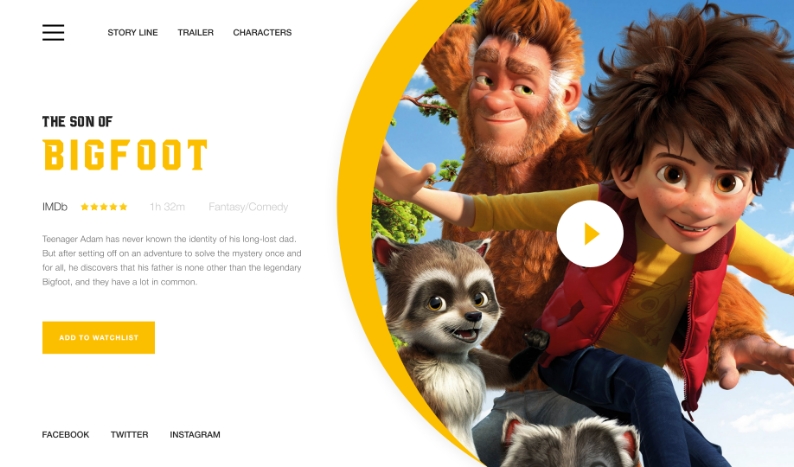 STORY LINE TRAILER CHARACTERS
THE SON OF
BIGFOOT
IMDb 1h 32m Fantasy/Comedy
Teenager Adam has never known the identity of his long-lost dad.
But after setting off on an adventure to solve the mystery once and
for all, he discovers that his father is none other than the legendary
Bigfoot, and they have a lot in common.
ADD TO WATCHLIST
FACEBOOK TWITTER INSTAGRAM